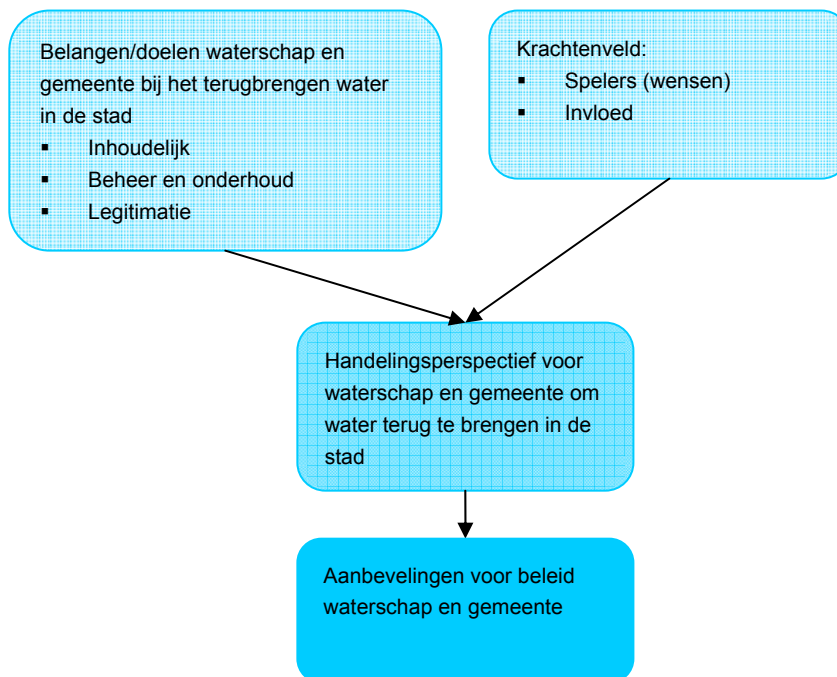 Belangen/doelen waterschap en
gemeente bij het terugbrengen water
in de stad
▪ Inhoudelijk
▪ Beheer en onderhoud
▪ Legitimatie
Krachtenveld:
▪ Spelers (wensen)
▪ Invloed
Handelingsperspectief voor
waterschap en gemeente om
water terug te brengen in de
stad
Aanbevelingen voor beleid
waterschap en gemeente